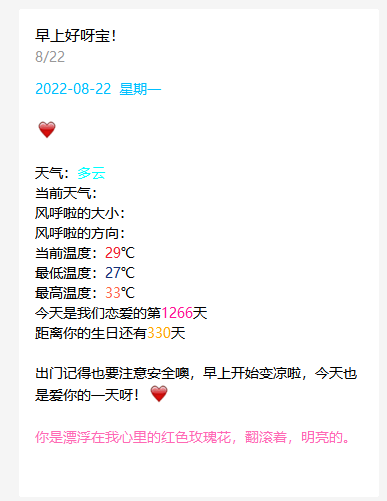 早上好呀宝!
8/22
2022-08-22 星期一
天气：多云
当前天气：
风呼啦的大小：
风呼啦的方向：
当前温度：29℃
最低温度：27℃
最高温度：33℃
今天是我们恋爱的第1266天
距离你的生日还有330天
出门记得也要注意安全噢，早上开始变凉啦，今天也
是爱你的一天呀！❤
你是漂浮在我心里的红色玫瑰花，翻滚着，明亮的。